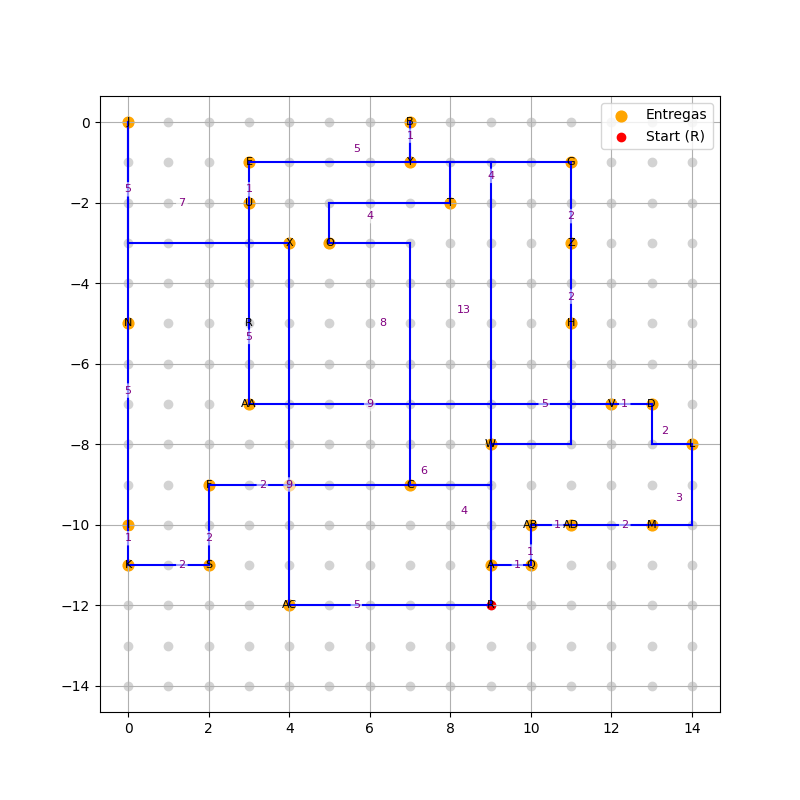 Entregas
Start (R)
0
B
1
5
Y
G
4
5
1
−2
7
U
4
T
2
X
O
Z
−4
2
13
N
R
8
H
5
−6
5
AA
9
5
V
1
D
2
−8
W
L
6
2
9
C
3
4
−10
AB
1
AD
2
M
1
2
1
K
2
S
A
1
Q
−12
AC
5
R
−14
0
2
4
6
8
10
12
14